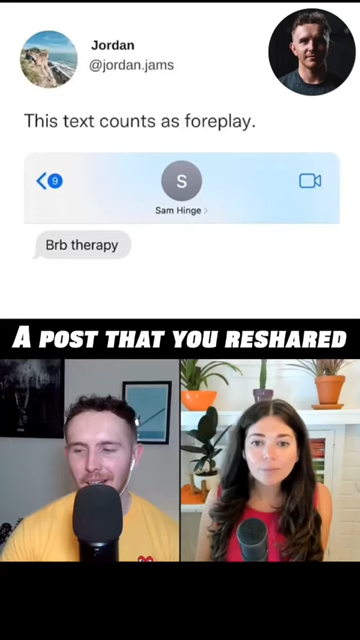 Jordan
@jordan.jams
This text counts as foreplay.
9
S
Sam Hinge
Brb therapy
A POST THAT YOU RESHARED